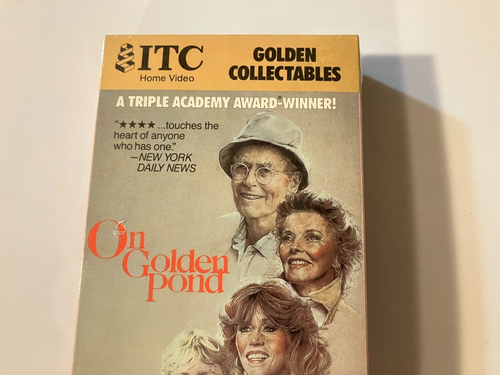 ITC
Home Video
GOLDEN
COLLECTABLES
A TRIPLE ACADEMY AWARD-WINNER!
"★★★★ ...touches the
heart of anyone
who has one."
—NEW YORK
DAILY NEWS
On
Golden
pond